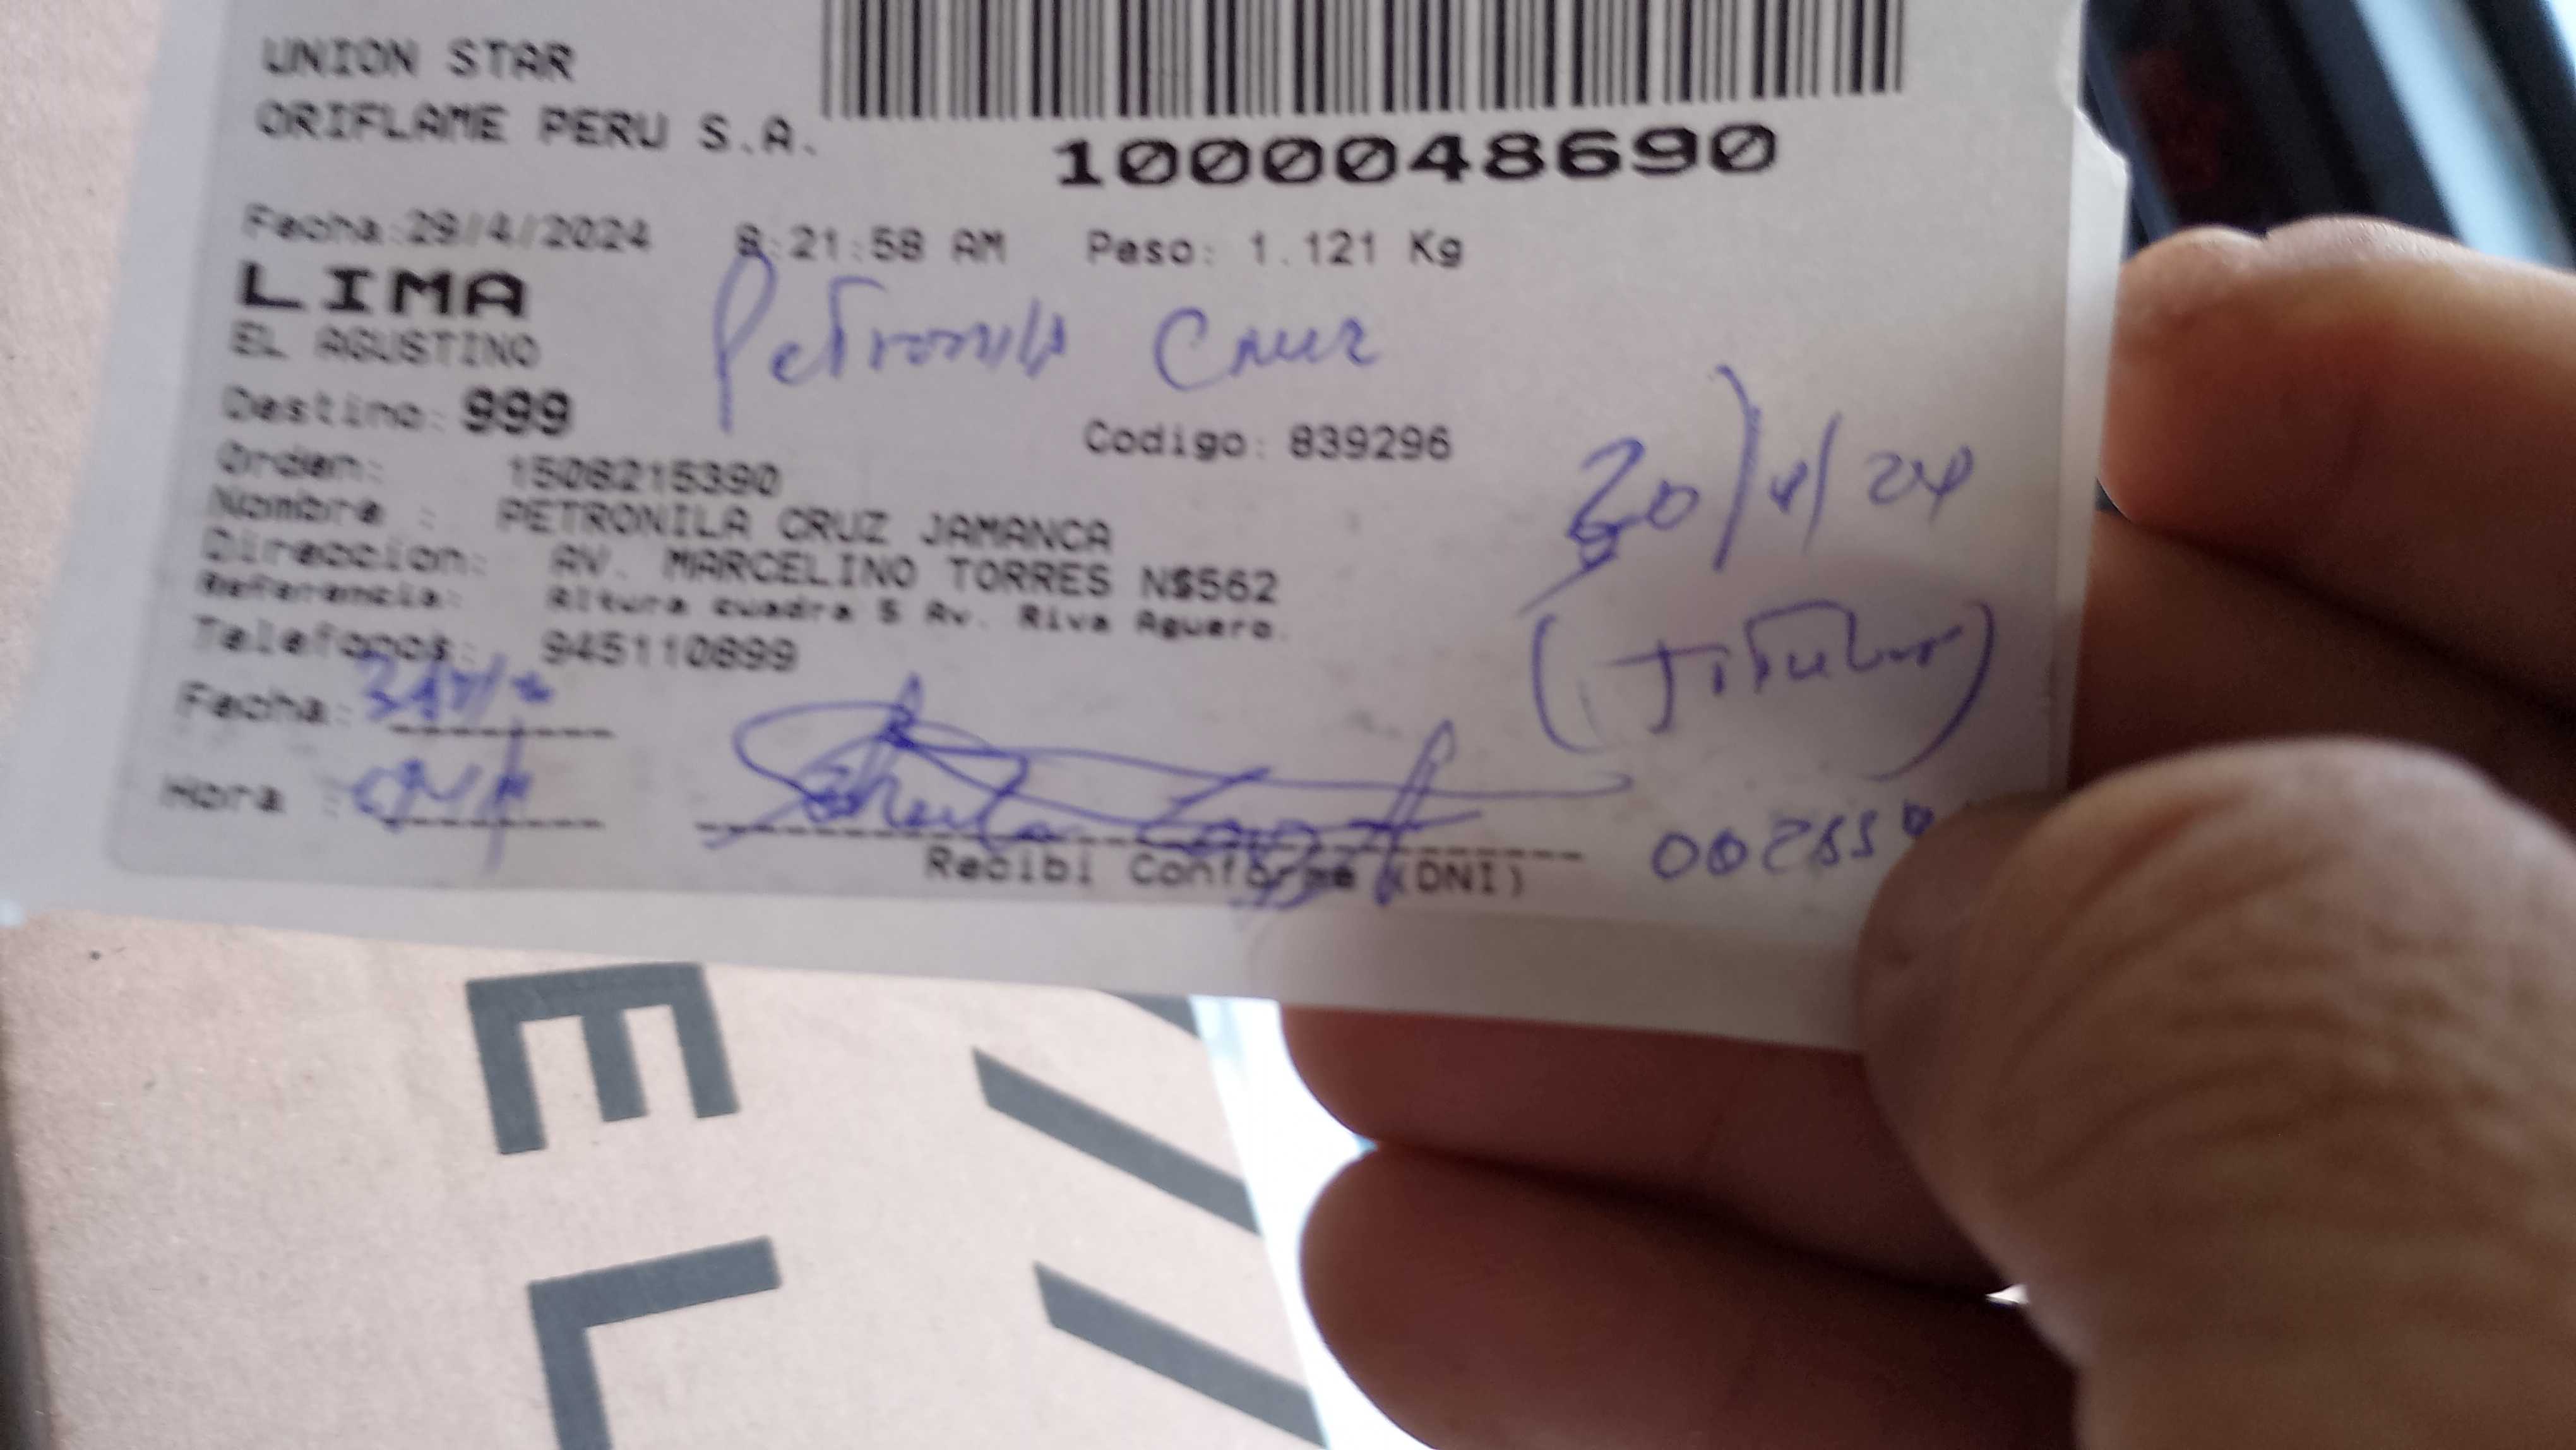 UNION STAR
ORIFLAME PERU S.A.
1000048690
Fecha:29/4/2024 8:21:58 AM Peso: 1.121 Kg
LIMA
EL AGUSTINO
Petronila Cruz
Destino: 999
Codigo: 839296
Orden: 1508215390
30/4/24
Nombre : PETRONILA CRUZ JAMANCA
Direccion: AV. MARCELINO TORRES N$562
Referencia: Altura cuadra 5 Av. Riva Aguero.
(Titular)
Telefonos: 945110899
Fecha:
Hora :
Recibi Conforme (DNI)
EL